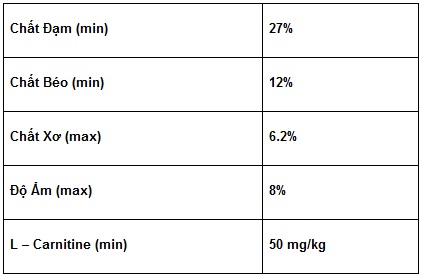 Chất Đạm (min) 27%
Chất Béo (min) 12%
Chất Xơ (max) 6.2%
Độ Ẩm (max) 8%
L – Carnitine (min) 50 mg/kg